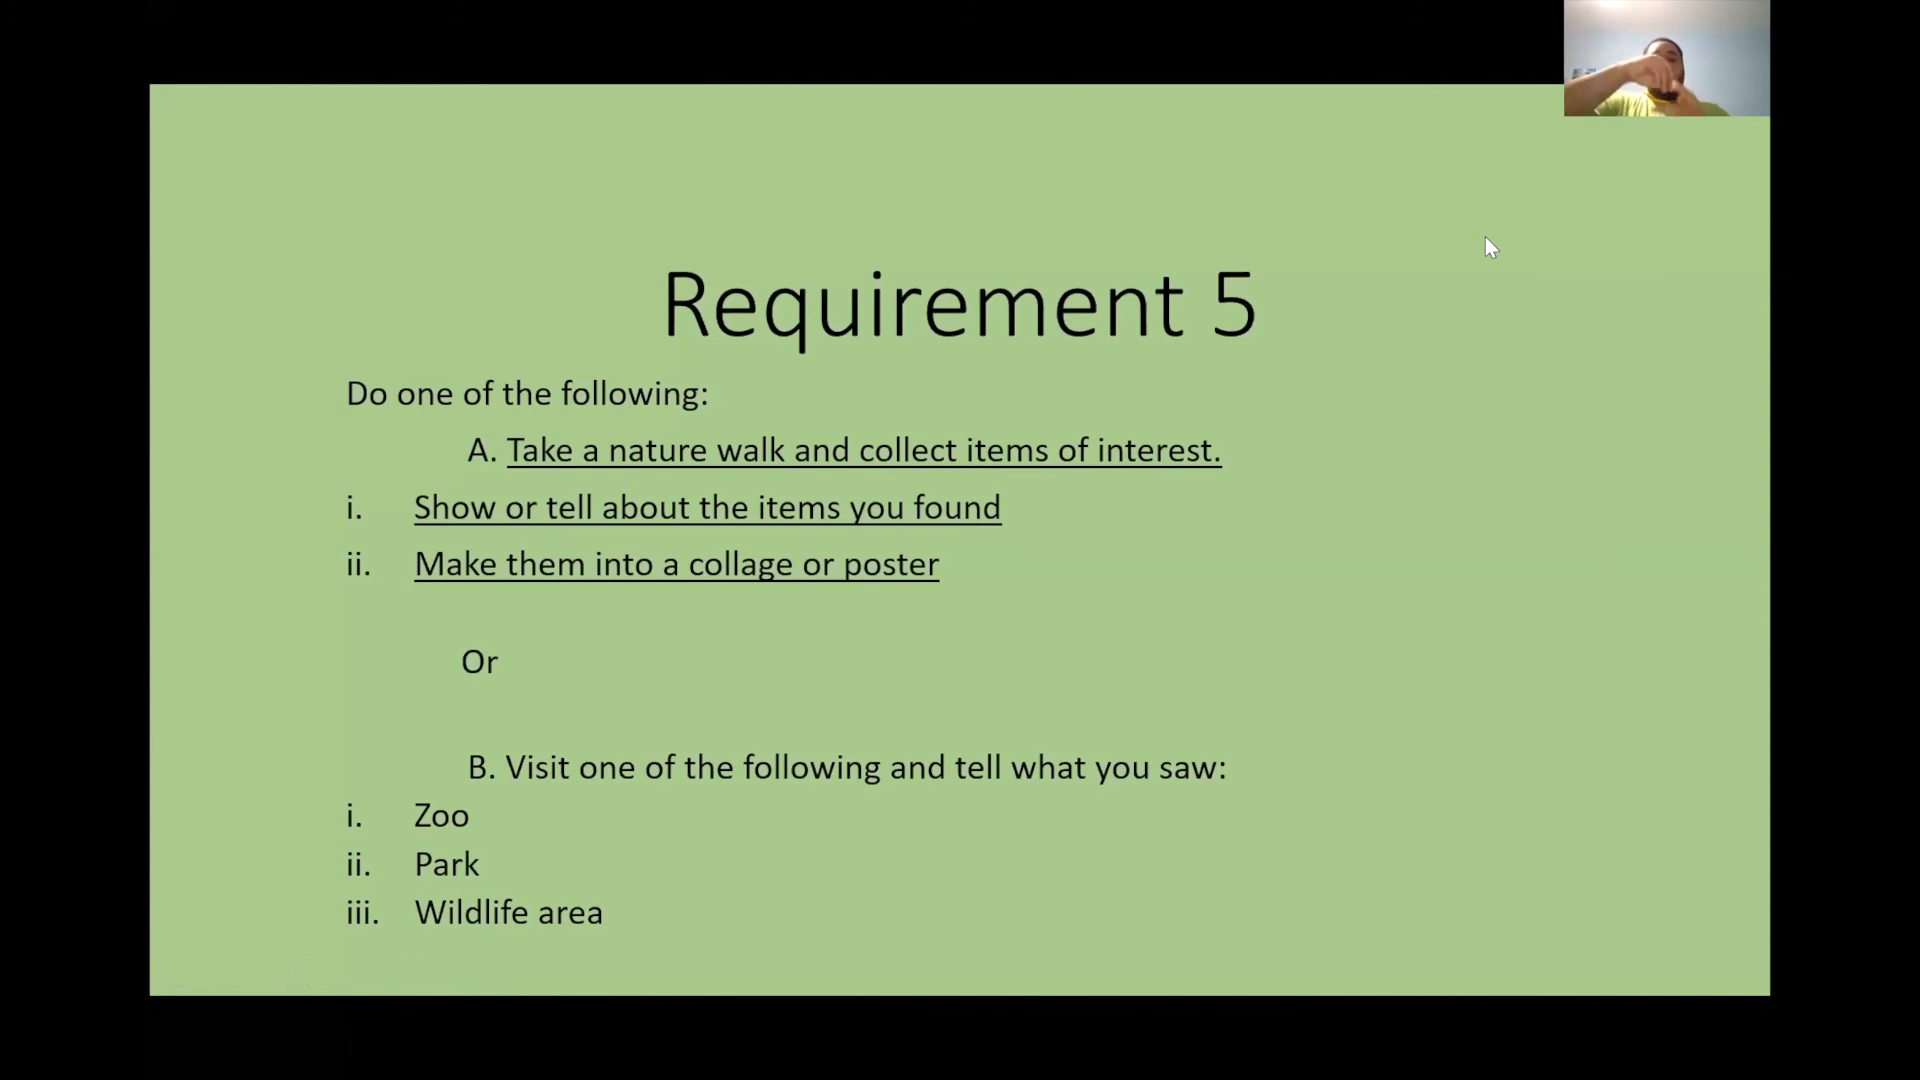 Requirement 5
Do one of the following:
A. Take a nature walk and collect items of interest.
i. Show or tell about the items you found
ii. Make them into a collage or poster
Or
B. Visit one of the following and tell what you saw:
i. Zoo
ii. Park
iii. Wildlife area